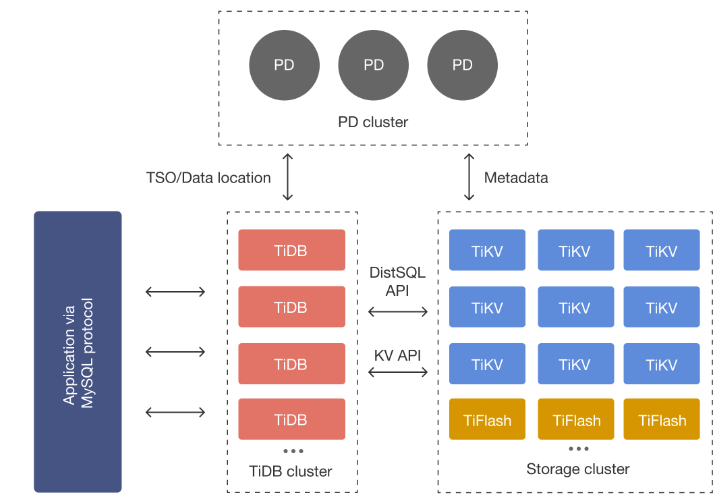 PD
PD
PD
PD cluster
TSO/Data location
Metadata
Application via
MySQL protocol
TiDB
TiDB
TiDB
TiDB
...
TiDB cluster
DistSQL
API
KV API
TiKV
TiKV
TiKV
TiKV
TiKV
TiKV
TiKV
TiKV
TiKV
TiFlash
TiFlash
TiFlash
...
Storage cluster